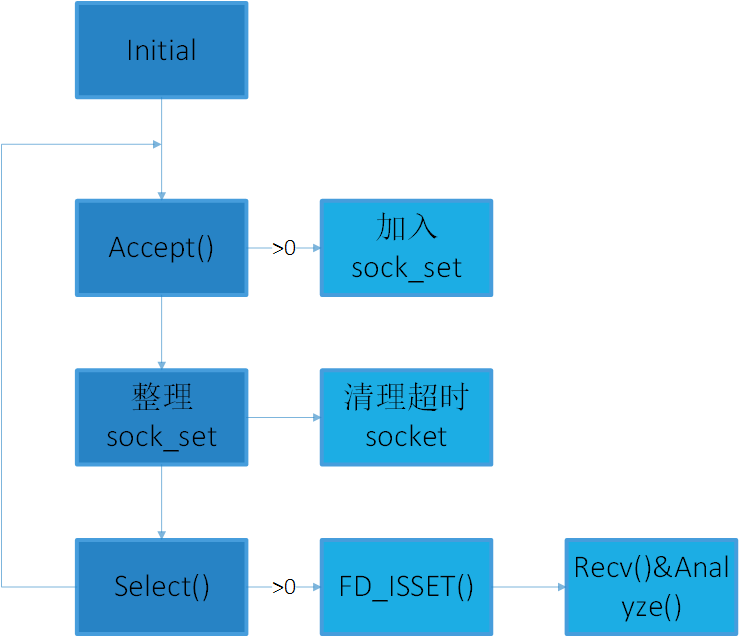 Initial
Accept()
>0
加入
sock_set
整理
sock_set
清理超时
socket
Select()
>0
FD_ISSET()
Recv()&Anal
yze()